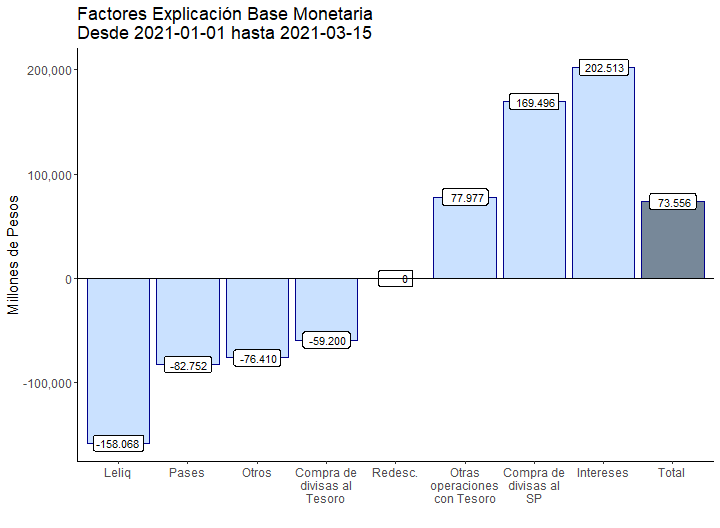 Factores Explicación Base Monetaria
Desde 2021-01-01 hasta 2021-03-15
Millones de Pesos
200,000
100,000
0
-100,000
-158.068
-82.752
-76.410
-59.200
0
77.977
169.496
202.513
73.556
Leliq
Pases
Otros
Compra de
divisas al
Tesoro
Redesc.
Otras
operaciones
con Tesoro
Compra de
divisas al
SP
Intereses
Total